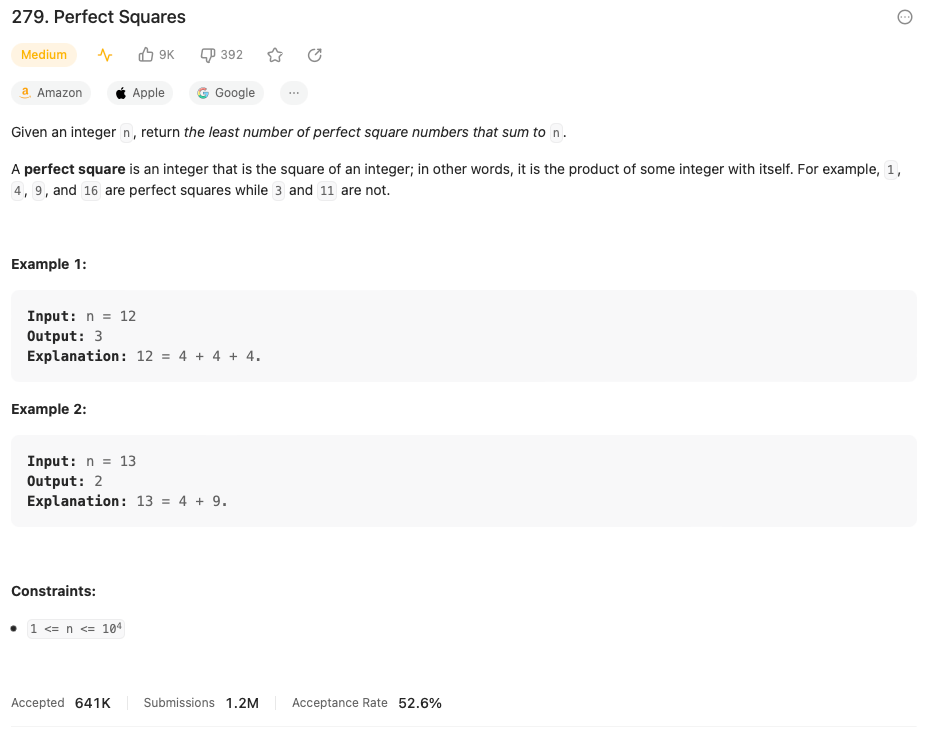 279. Perfect Squares
Medium 9K 392
Amazon Apple Google ...
Given an integer n, return the least number of perfect square numbers that sum to n.
A perfect square is an integer that is the square of an integer; in other words, it is the product of some integer with itself. For example, 1,
4, 9, and 16 are perfect squares while 3 and 11 are not.
Example 1:
Input: n = 12
Output: 3
Explanation: 12 = 4 + 4 + 4.
Example 2:
Input: n = 13
Output: 2
Explanation: 13 = 4 + 9.
Constraints:
1 <= n <= 10⁴
Accepted 641K Submissions 1.2M Acceptance Rate 52.6%